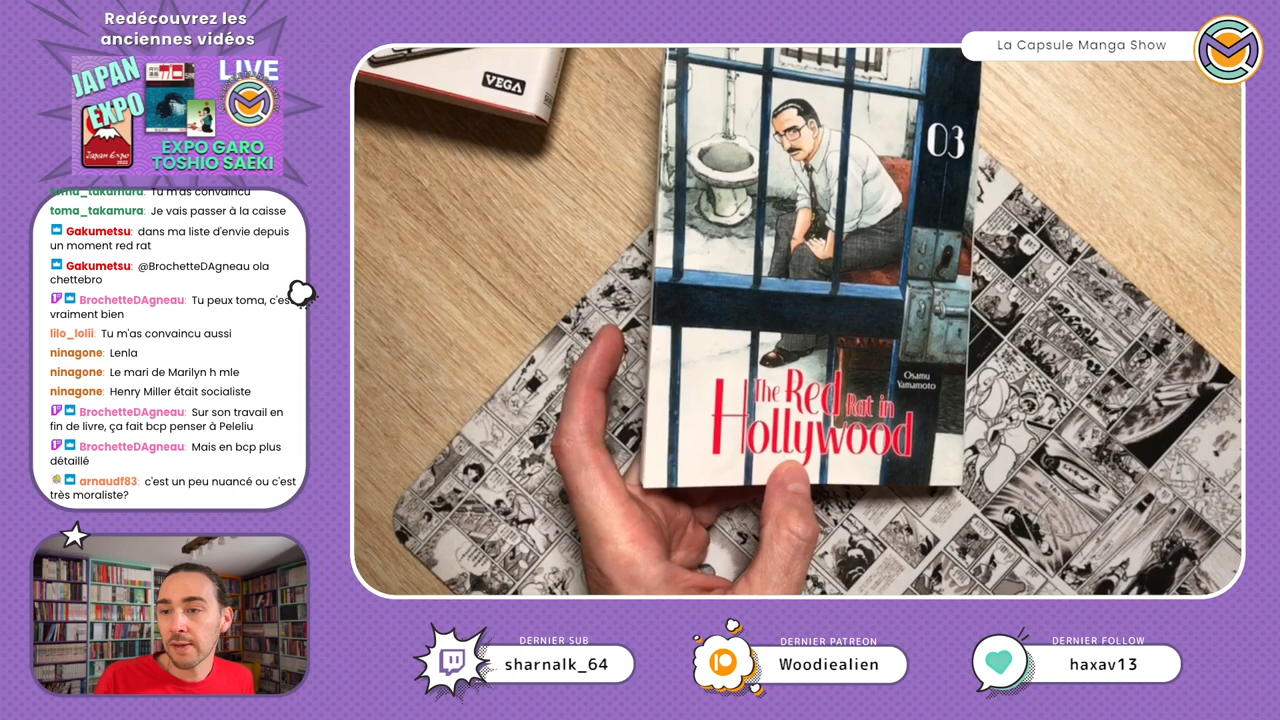 Redécouvrez les
anciennes vidéos
JAPAN
EXPO
LIVE
Japan Expo
EXPO GARO
TOSHIO SAEKI
toma_takamura: Tu m'as convaincu
toma_takamura: Je vais passer à la caisse
Gakumetsu: dans ma liste d'envie depuis
un moment red rat
Gakumetsu: @BrochetteDAgneau ola
chettebro
BrochetteDAgneau: Tu peux toma, c'es
vraiment bien
lilo_lolii: Tu m'as convaincu aussi
ninagone: Lenla
ninagone: Le mari de Marilyn h mle
ninagone: Henry Miller était socialiste
BrochetteDAgneau: Sur son travail en
fin de livre, ça fait bcp penser à Peleliu
BrochetteDAgneau: Mais en bcp plus
détaillé
arnaudf83: c'est un peu nuancé ou c'est
très moraliste?
La Capsule Manga Show
VEGA
03
Osamu
Yamamoto
The Red Rat in
Hollywood
DERNIER SUB
sharnalk_64
DERNIER PATREON
Woodiealien
DERNIER FOLLOW
haxav13